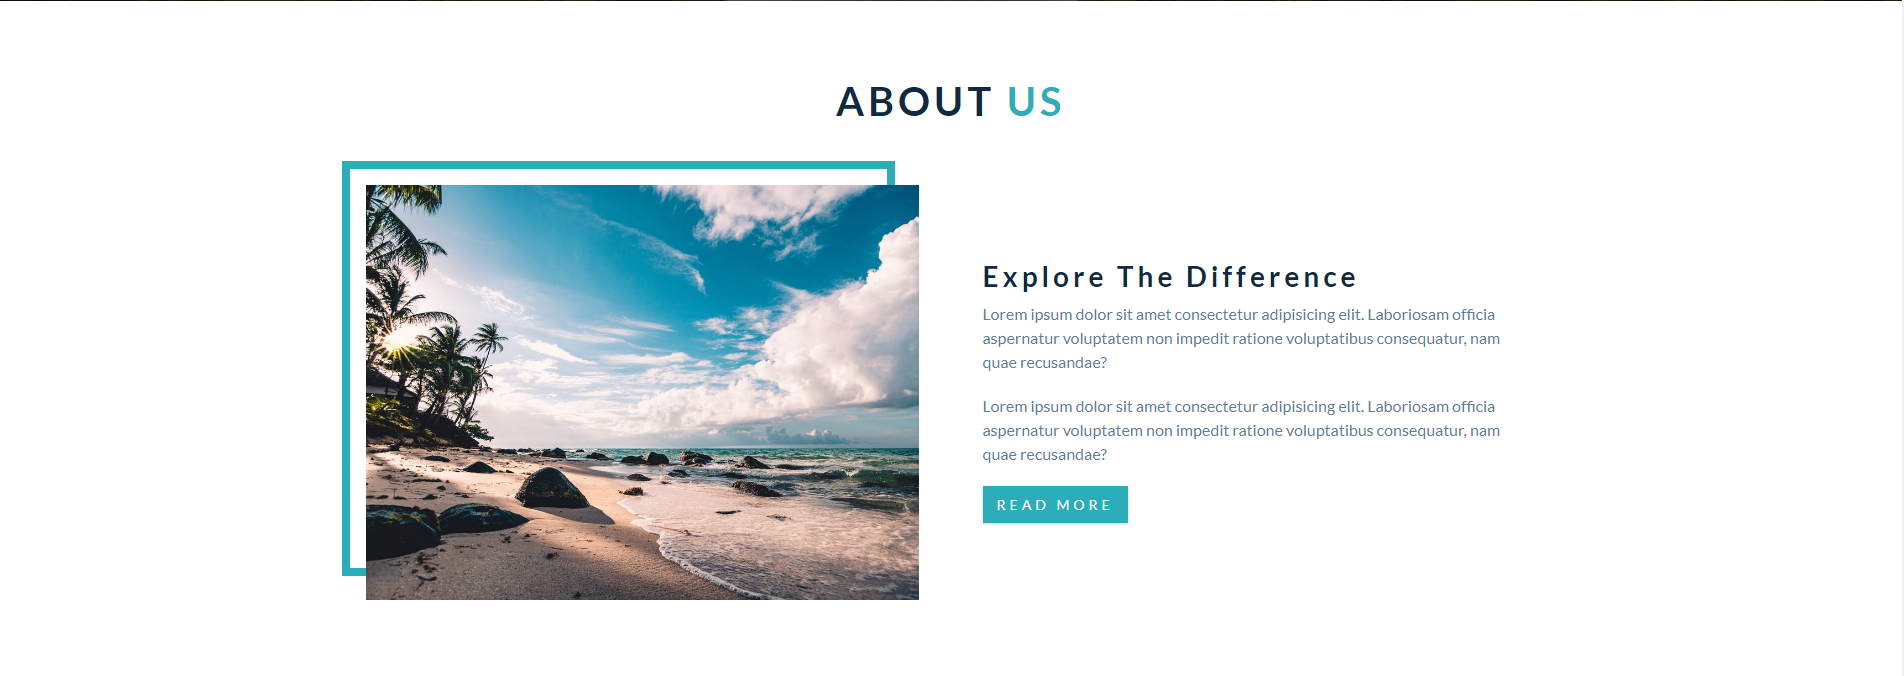 ABOUT US
Explore The Difference
Lorem ipsum dolor sit amet consectetur adipisicing elit. Laboriosam officia
aspernatur voluptatem non impedit ratione voluptatibus consequatur, nam
quae recusandae?
Lorem ipsum dolor sit amet consectetur adipisicing elit. Laboriosam officia
aspernatur voluptatem non impedit ratione voluptatibus consequatur, nam
quae recusandae?
READ MORE